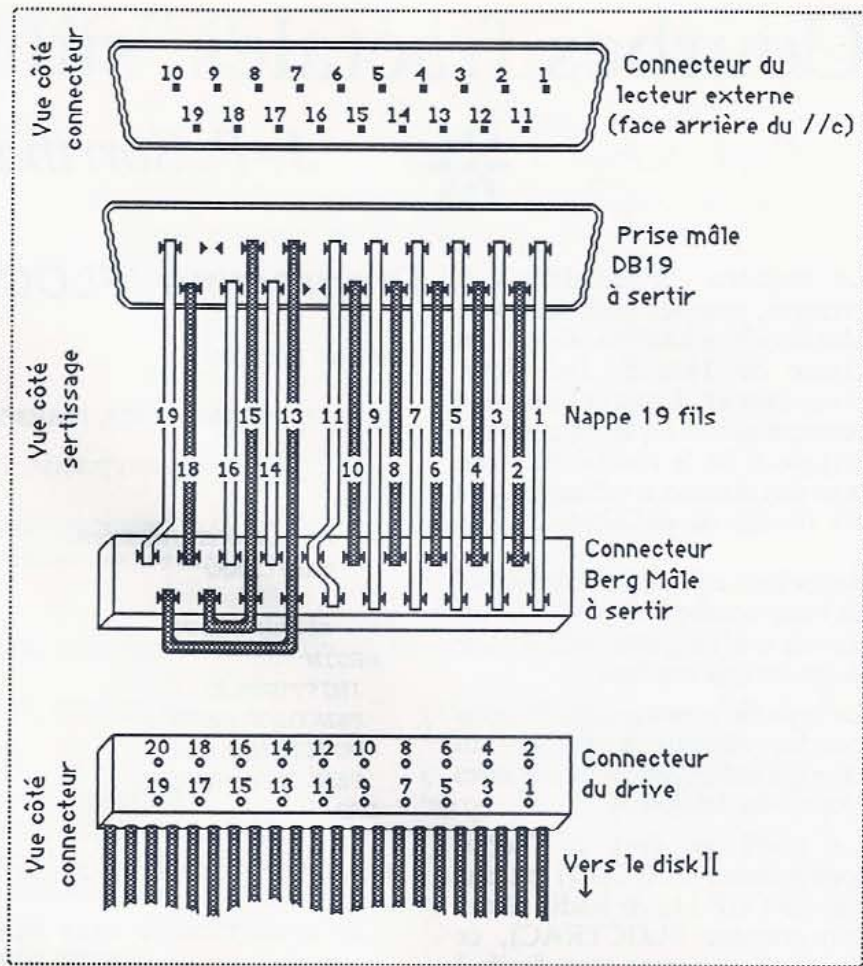 Vue côté
connecteur
10 9 8 7 6 5 4 3 2 1
19 18 17 16 15 14 13 12 11
Connecteur du
lecteur externe
(face arrière du //c)
Prise mâle
DB19
à sertir
Vue côté
sertissage
19 15 13 11 9 7 5 3 1
Nappe 19 fils
18 16 14 10 8 6 4 2
Connecteur
Berg Mâle
à sertir
Vue côté
connecteur
20 18 16 14 12 10 8 6 4 2
19 17 15 13 11 9 7 5 3 1
Connecteur
du drive
Vers le disk][